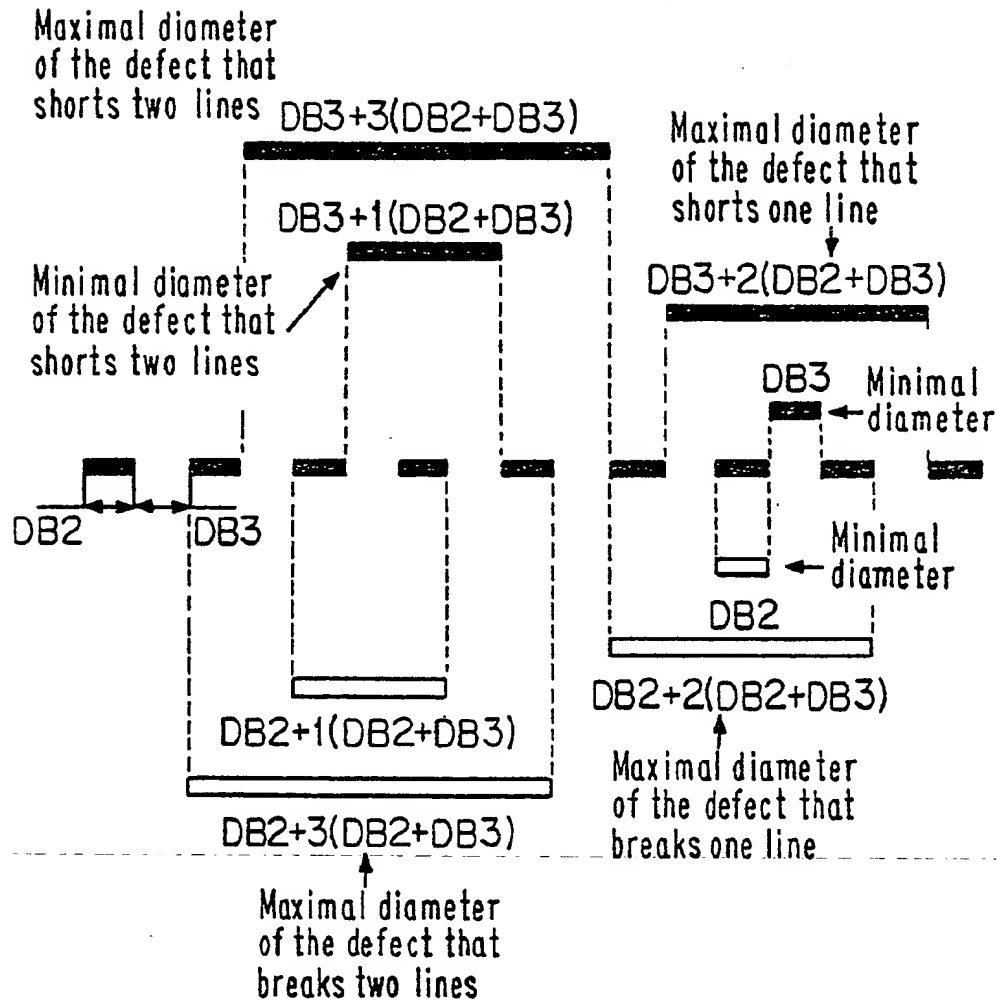 Maximal diameter
of the defect that
shorts two lines
DB3+3(DB2+DB3)
Maximal diameter
of the defect that
shorts one line
DB3+1(DB2+DB3)
Minimal diameter
of the defect that
shorts two lines
DB3+2(DB2+DB3)
DB3
Minimal
diameter
DB2
DB3
Minimal
diameter
DB2
DB2+1(DB2+DB3)
DB2+2(DB2+DB3)
Maximal diameter
of the defect that
breaks one line
DB2+3(DB2+DB3)
Maximal diameter
of the defect that
breaks two lines